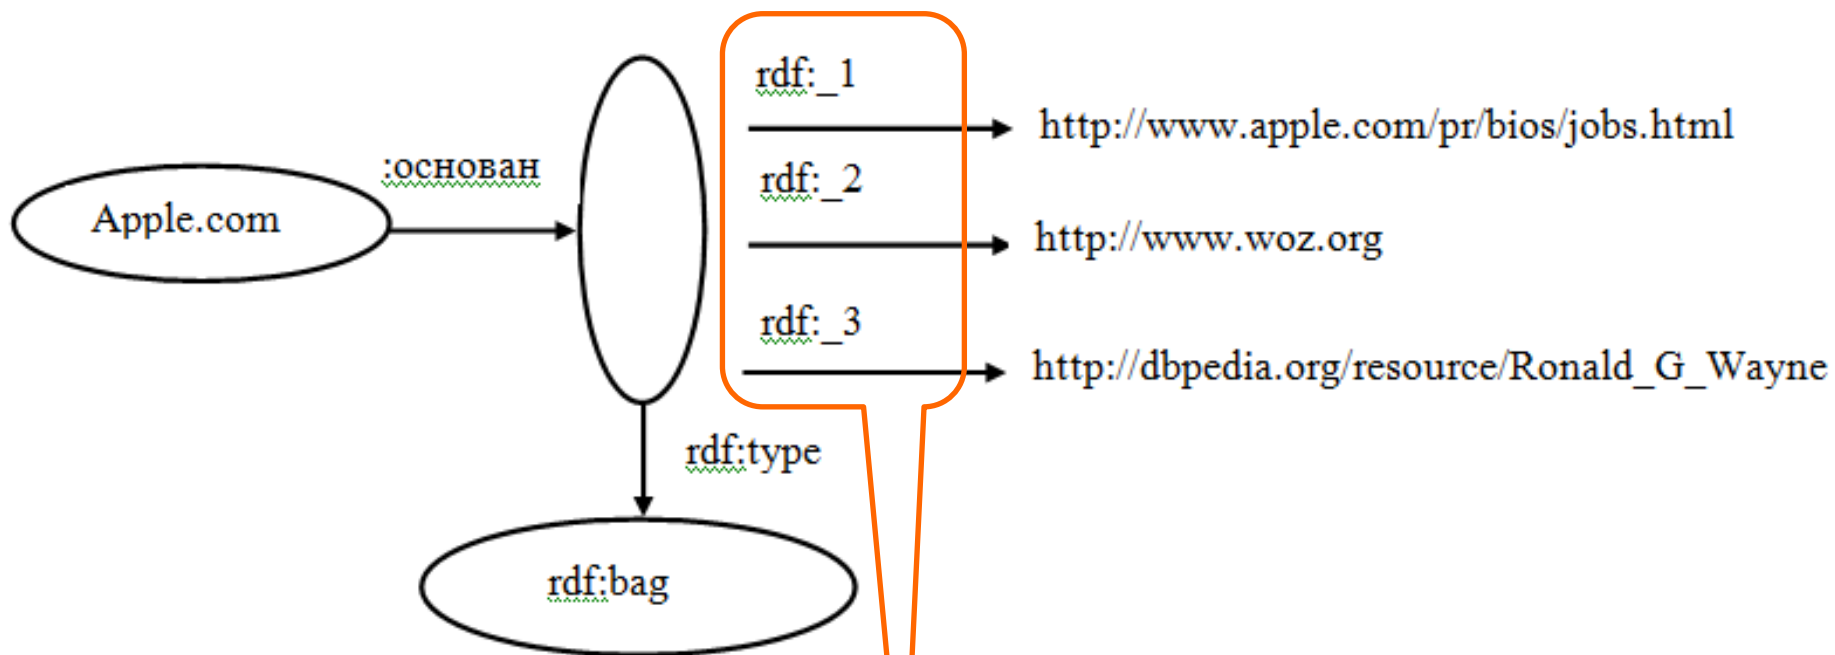 rdf:_1
http://www.apple.com/pr/bios/jobs.html
:основан
rdf:_2
Apple.com
http://www.woz.org
rdf:_3
http://dbpedia.org/resource/Ronald_G_Wayne
rdf:type
rdf:bag